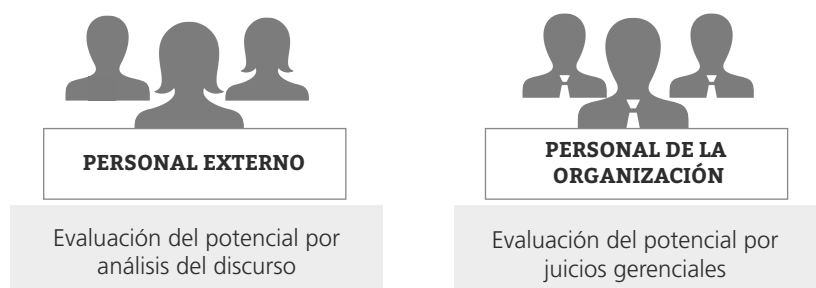 PERSONAL EXTERNO
Evaluación del potencial por
análisis del discurso
PERSONAL DE LA
ORGANIZACIÓN
Evaluación del potencial por
juicios gerenciales